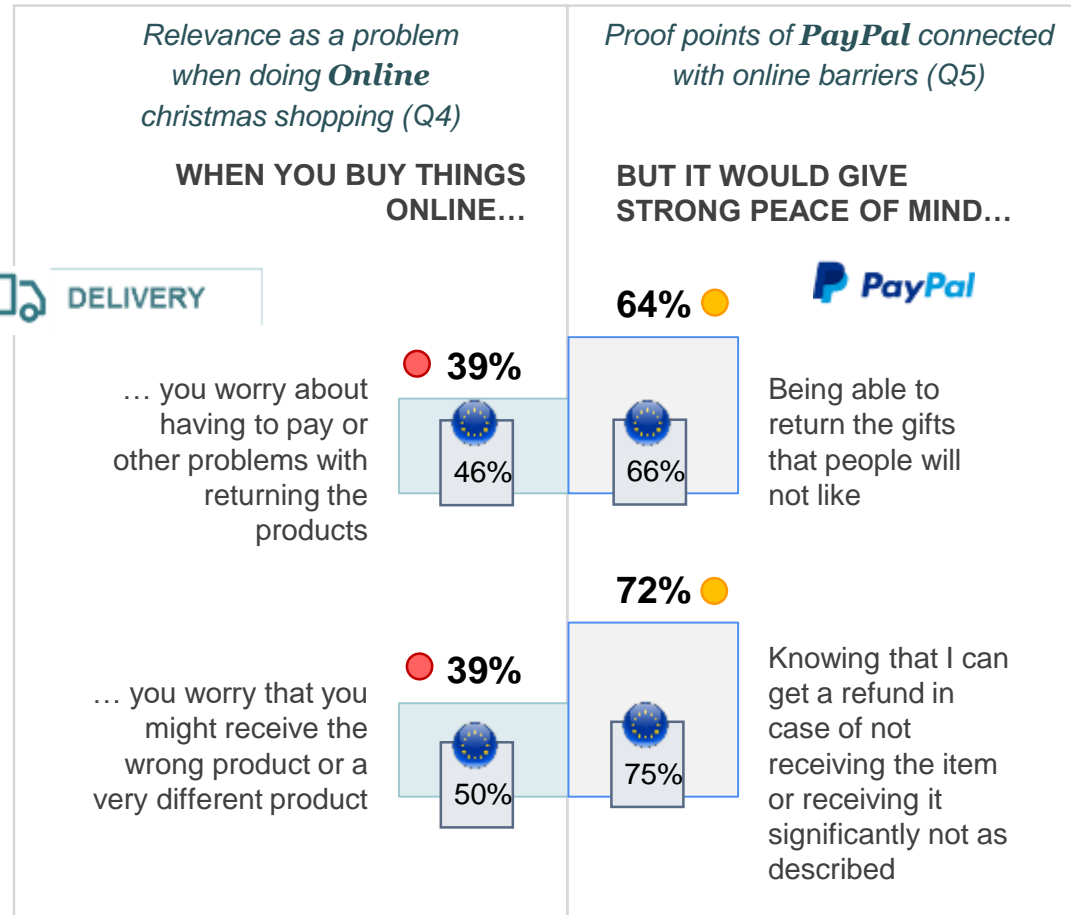 Relevance as a problem
when doing Online
christmas shopping (Q4)
Proof points of PayPal connected
with online barriers (Q5)
WHEN YOU BUY THINGS
ONLINE…
BUT IT WOULD GIVE
STRONG PEACE OF MIND…
DELIVERY
PayPal
64%
39%
… you worry about
having to pay or
other problems with
returning the
products
46%
66%
Being able to
return the gifts
that people will
not like
72%
39%
… you worry that you
might receive the
wrong product or a
very different product
50%
75%
Knowing that I can
get a refund in
case of not
receiving the item
or receiving it
significantly not as
described